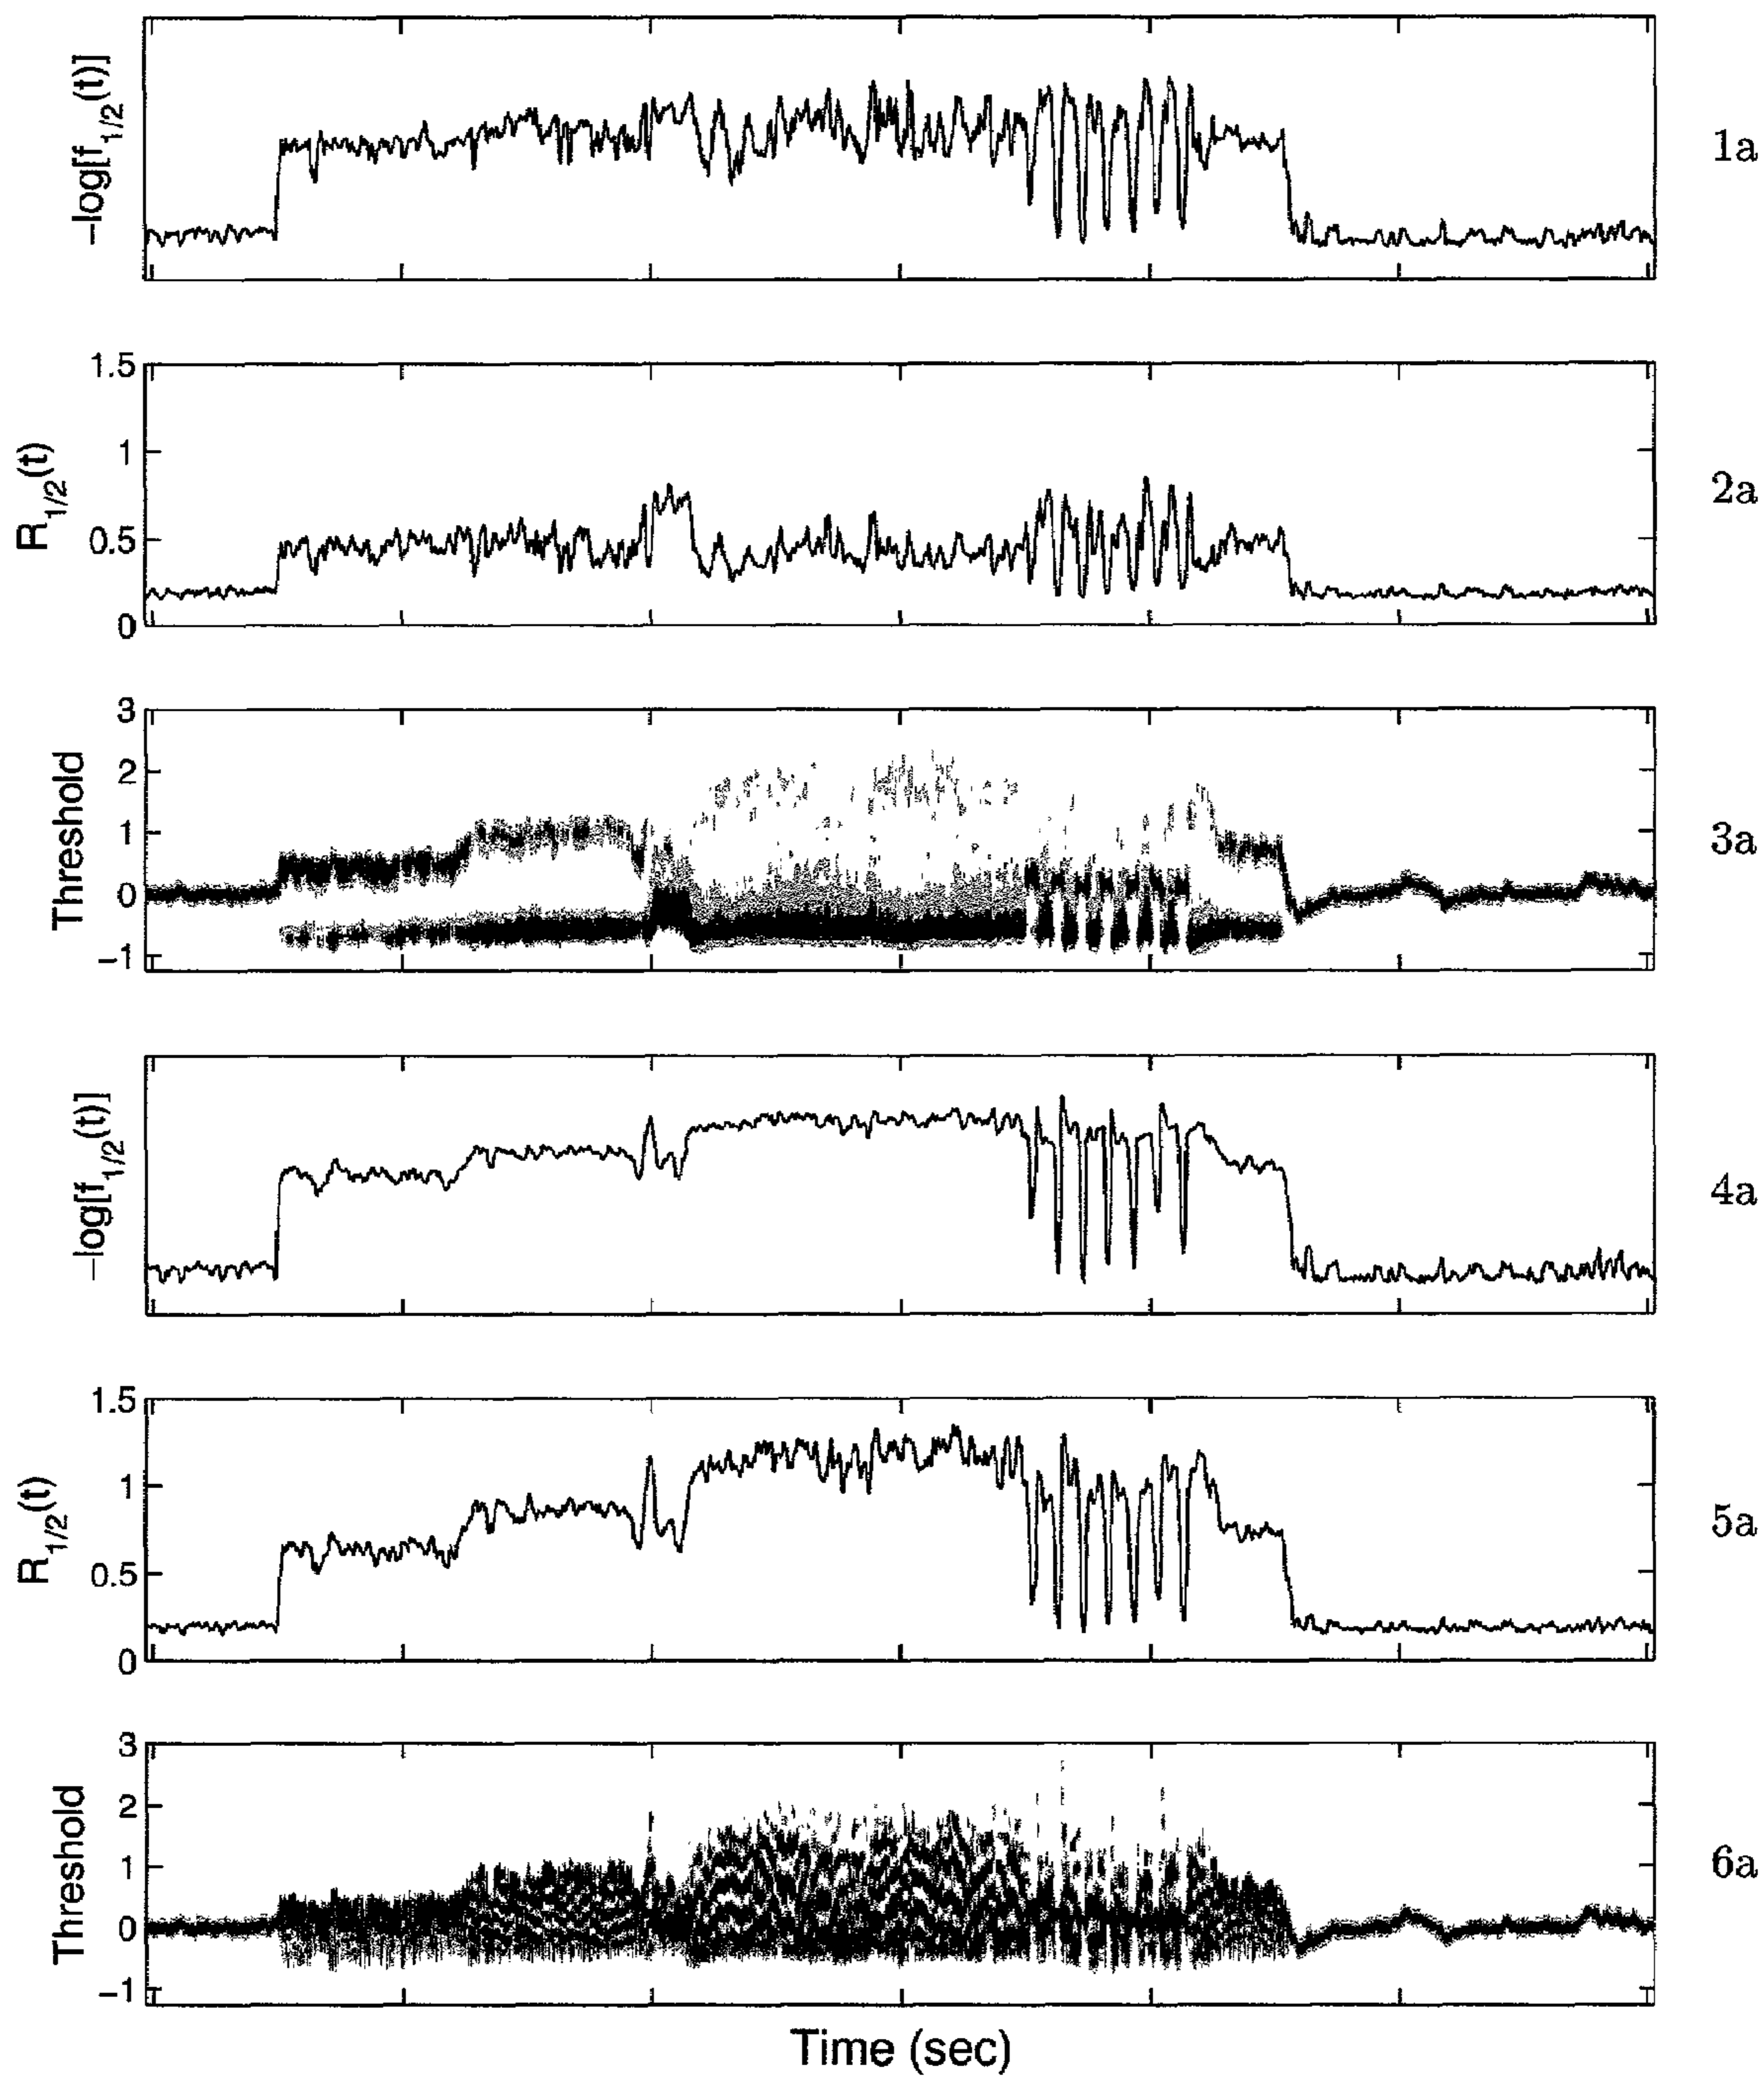 −log[f1/2(t)]
1a
1.5
1
0.5
0
R1/2(t)
2a
3
2
1
0
−1
Threshold
3a
−log[f1/2(t)]
4a
1.5
1
0.5
0
R1/2(t)
5a
3
2
1
0
−1
Threshold
6a
Time (sec)